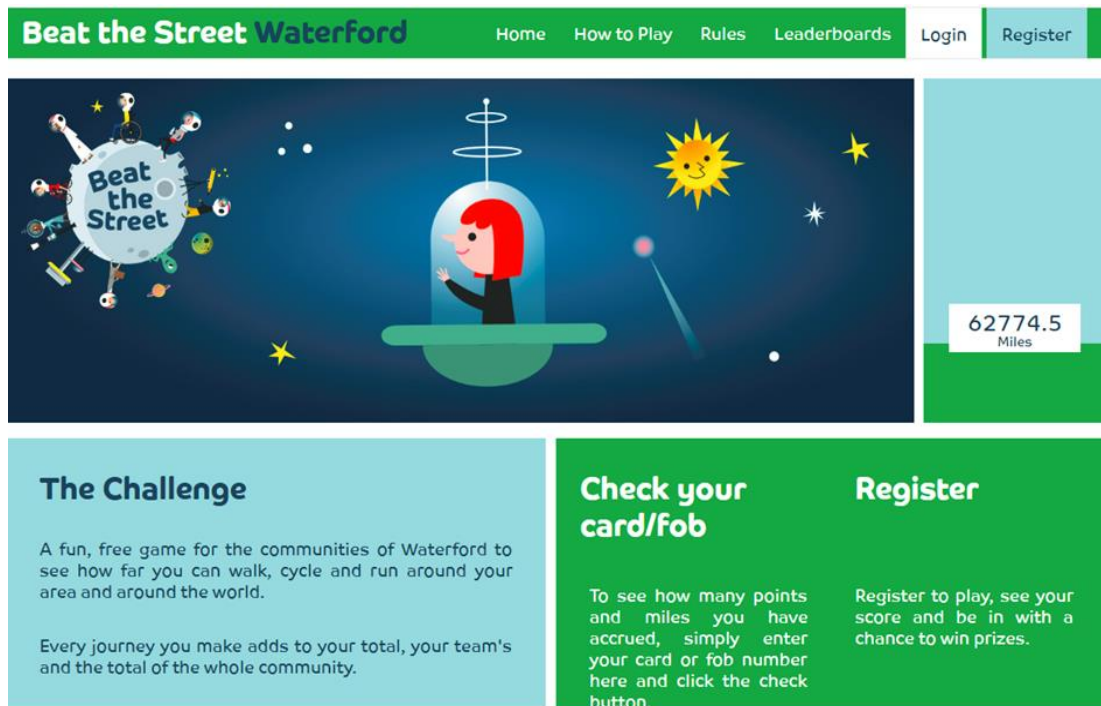 Beat the Street Waterford
Home How to Play Rules Leaderboards Login Register
Beat
the
Street
62774.5
Miles
The Challenge
A fun, free game for the communities of Waterford to
see how far you can walk, cycle and run around your
area and around the world.
Every journey you make adds to your total, your team's
and the total of the whole community.
Check your
card/fob
To see how many points
and miles you have
accrued, simply enter
your card or fob number
here and click the check
button
Register
Register to play, see your
score and be in with a
chance to win prizes.